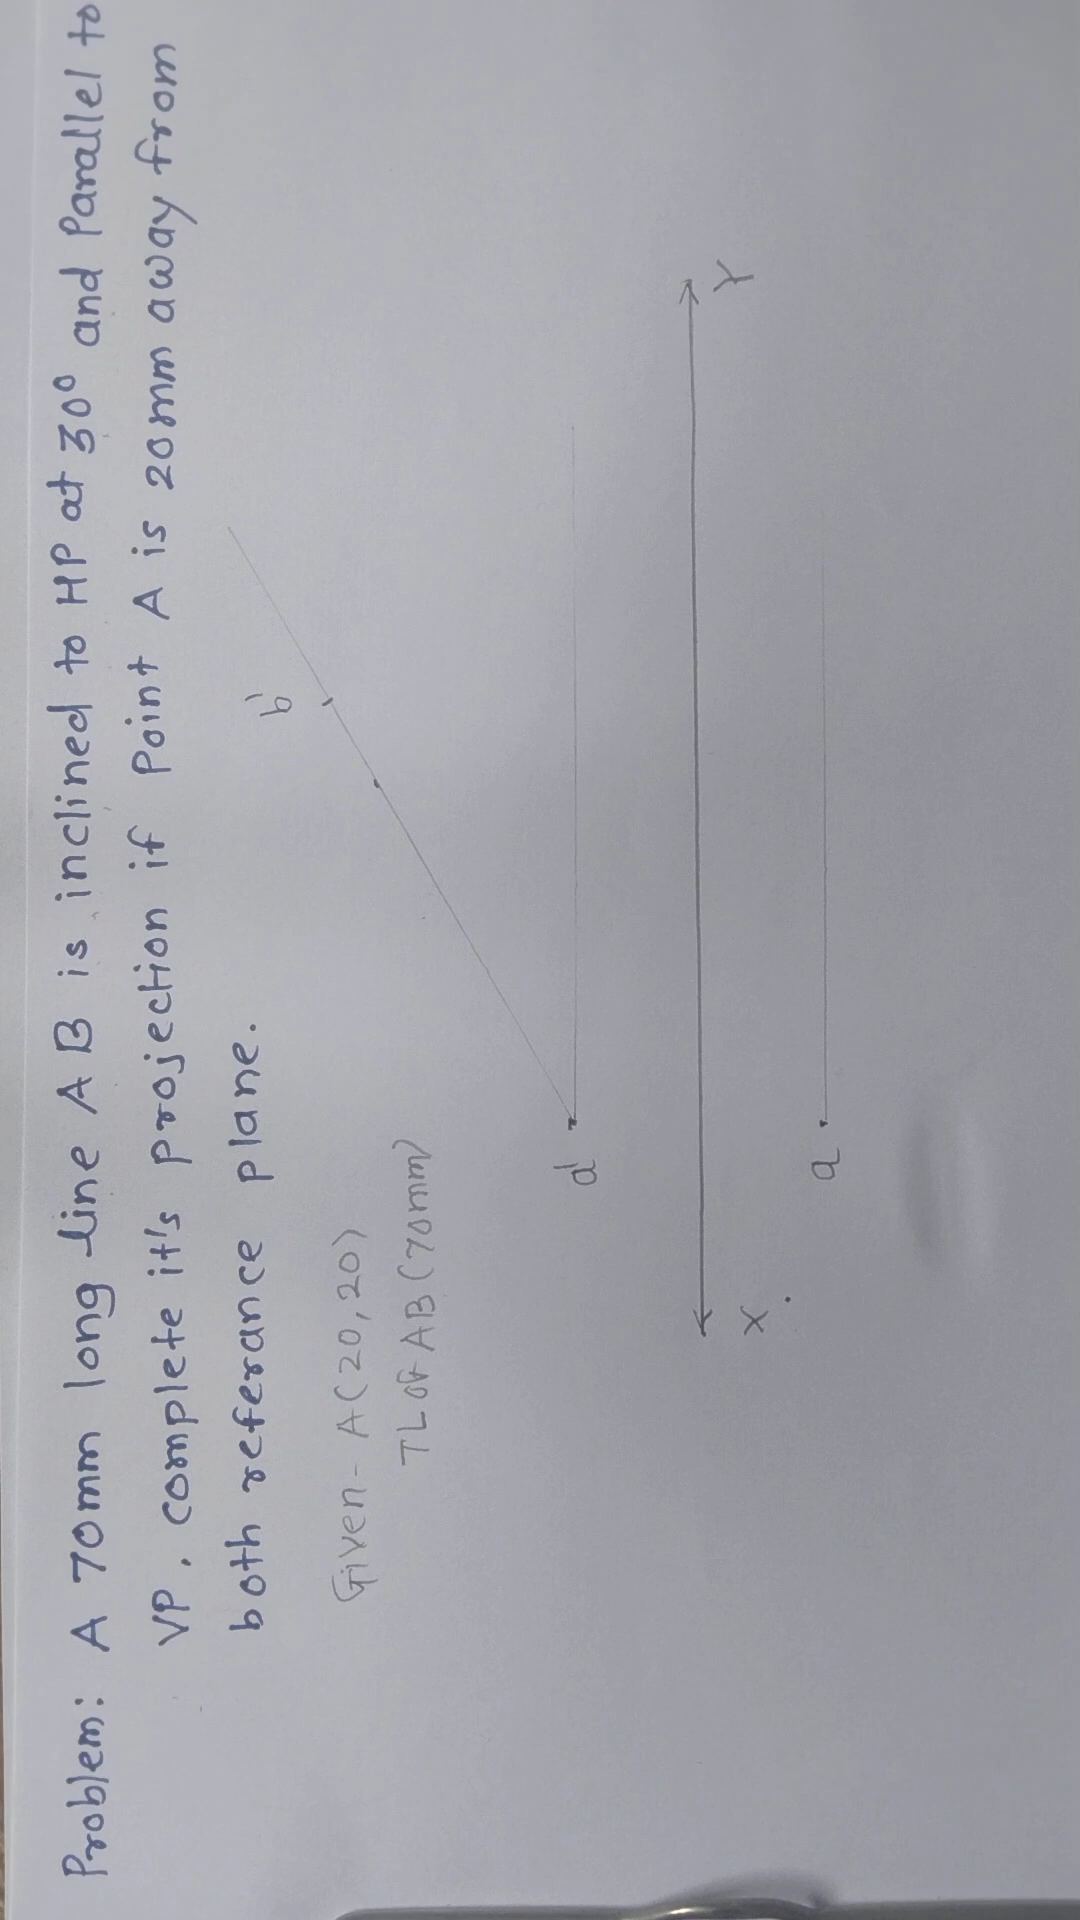 Problem: A 70mm long line AB is inclined to HP at 30° and Parallel to
VP, complete it's projection if Point A is 20mm away from
both referance plane.
Given- A(20,20)
TL of AB (70mm)
b'
a'
X
Y
a